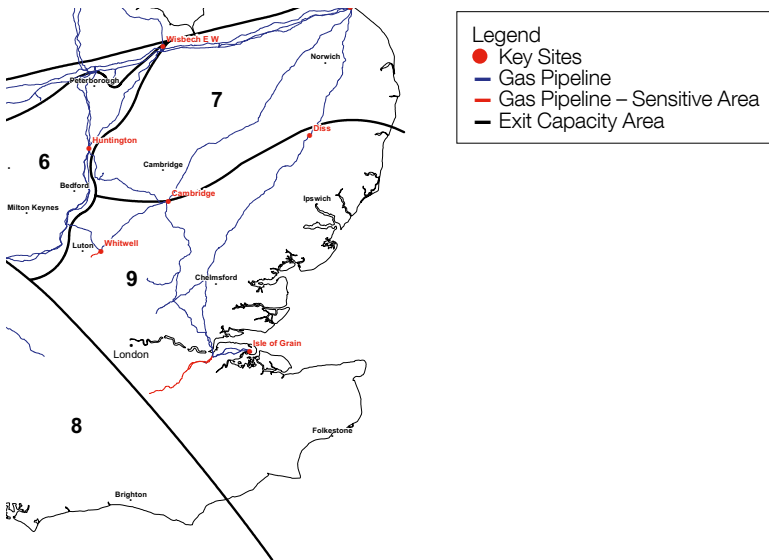 Wisbech E W
Norwich
Peterborough
7
Diss
Huntington
6
Cambridge
Bedford
Cambridge
Ipswich
Milton Keynes
Luton
Whitwell
9
Chelmsford
London
Isle of Grain
8
Folkestone
Brighton
Legend
Key Sites
Gas Pipeline
Gas Pipeline – Sensitive Area
Exit Capacity Area